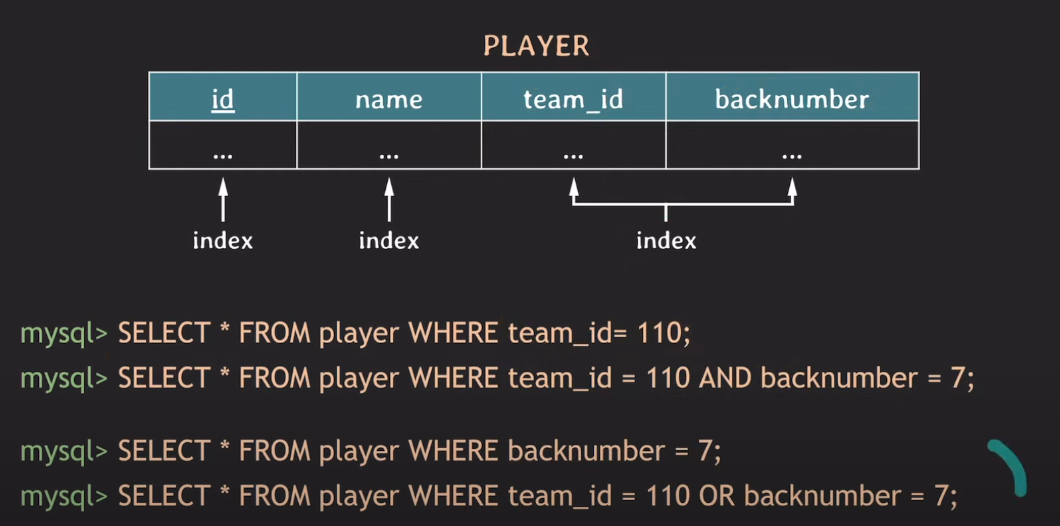 PLAYER
id name team_id backnumber
... ... ... ...
index index index
mysql> SELECT * FROM player WHERE team_id= 110;
mysql> SELECT * FROM player WHERE team_id = 110 AND backnumber = 7;
mysql> SELECT * FROM player WHERE backnumber = 7;
mysql> SELECT * FROM player WHERE team_id = 110 OR backnumber = 7;